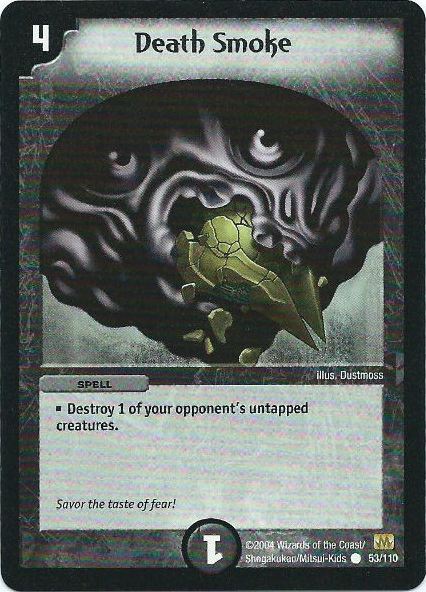 4
Death Smoke
illus. Dustmoss
SPELL
▪ Destroy 1 of your opponent's untapped
creatures.
Savor the taste of fear!
1
©2004 Wizards of the Coast/
Shogakukan/Mitsui-Kids
53/110